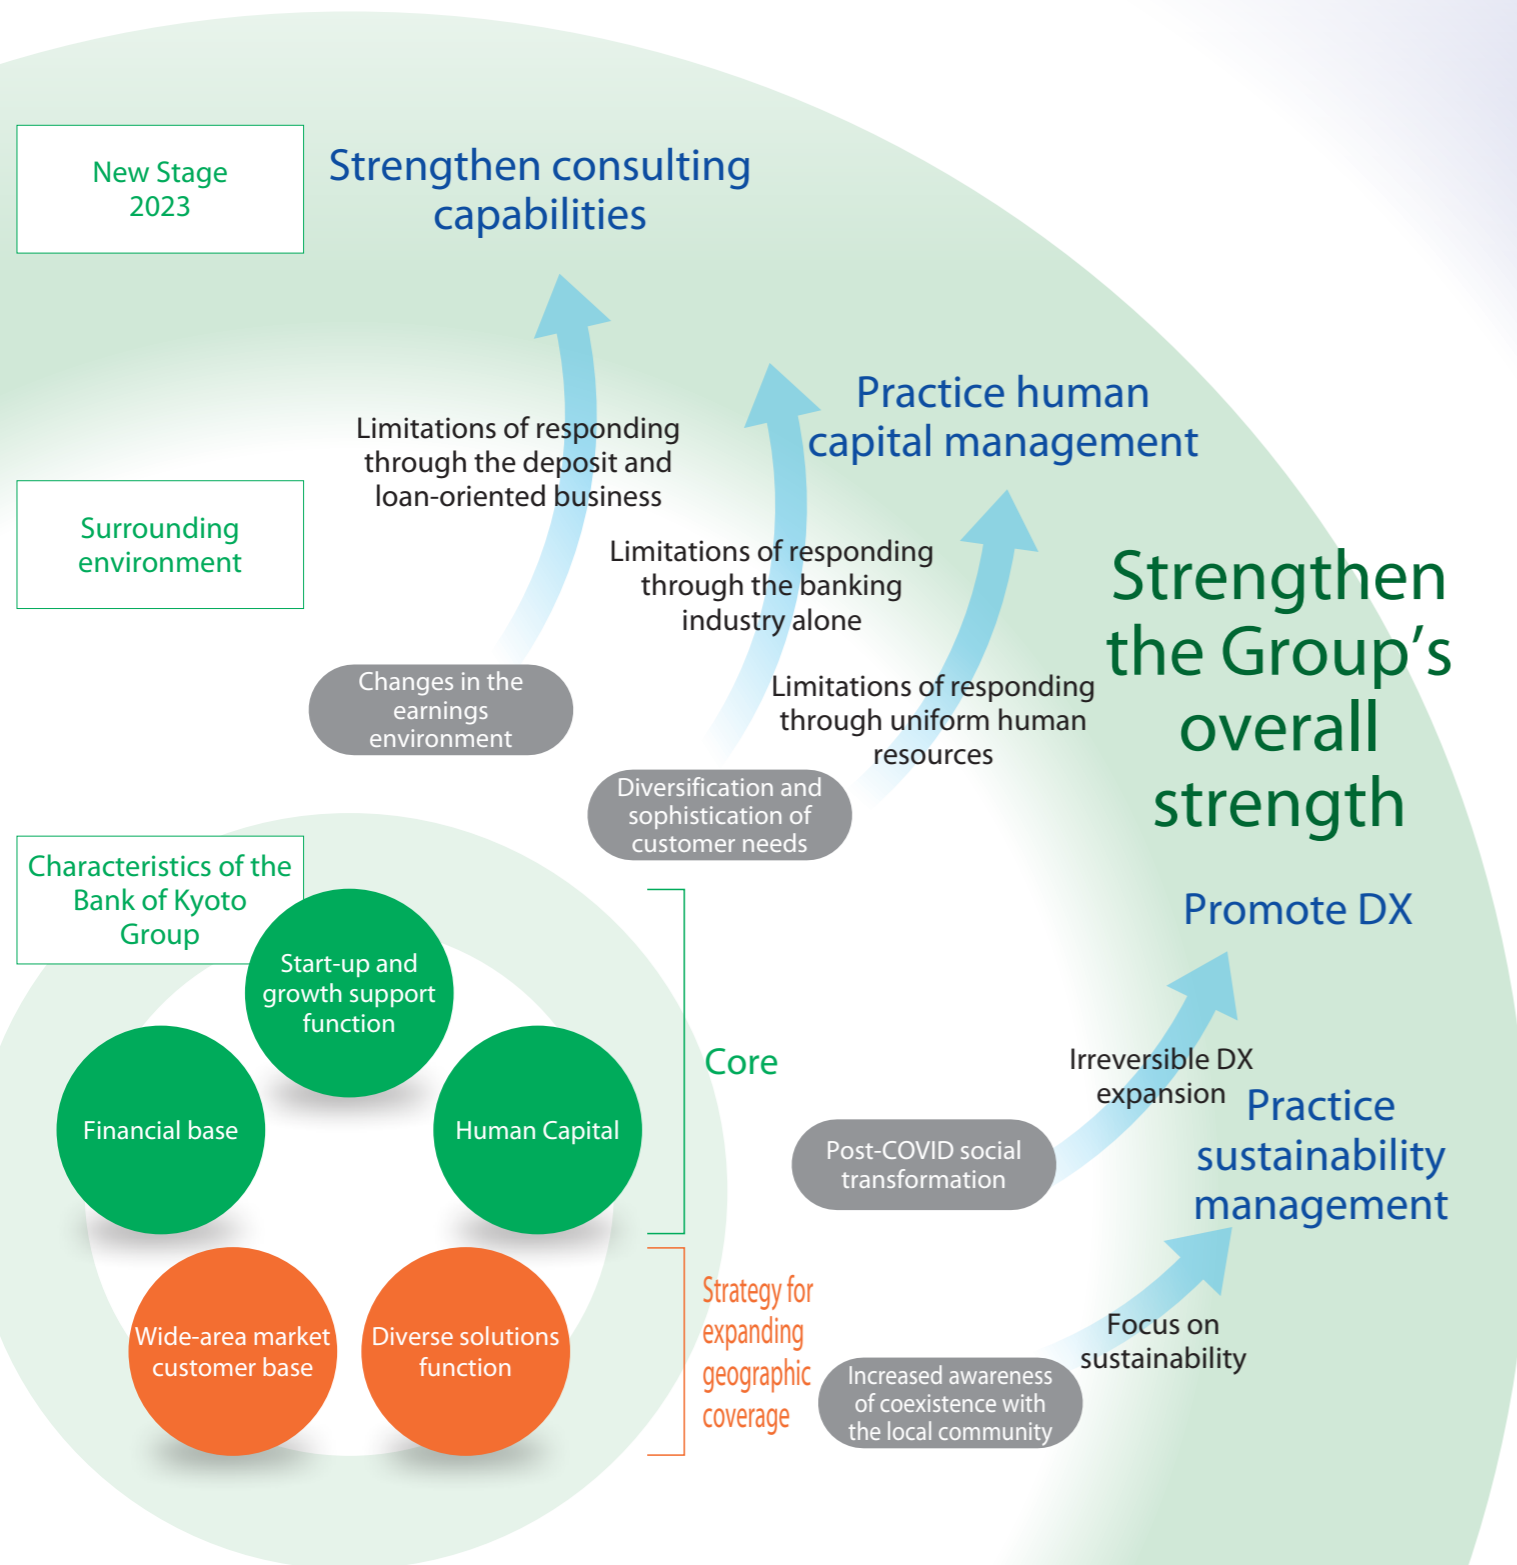 New Stage
2023
Strengthen consulting
capabilities
Practice human
capital management
Limitations of responding
through the deposit and
loan-oriented business
Surrounding
environment
Limitations of responding
through the banking
industry alone
Strengthen
the Group’s
overall
strength
Limitations of responding
through uniform human
resources
Changes in the
earnings
environment
Diversification and
sophistication of
customer needs
Characteristics of the
Bank of Kyoto
Group
Start-up and
growth support
function
Financial base
Human Capital
Core
Promote DX
Irreversible DX
expansion
Practice
sustainability
management
Post-COVID social
transformation
Wide-area market
customer base
Diverse solutions
function
Strategy for
expanding
geographic
coverage
Focus on
sustainability
Increased awareness
of coexistence with
the local community